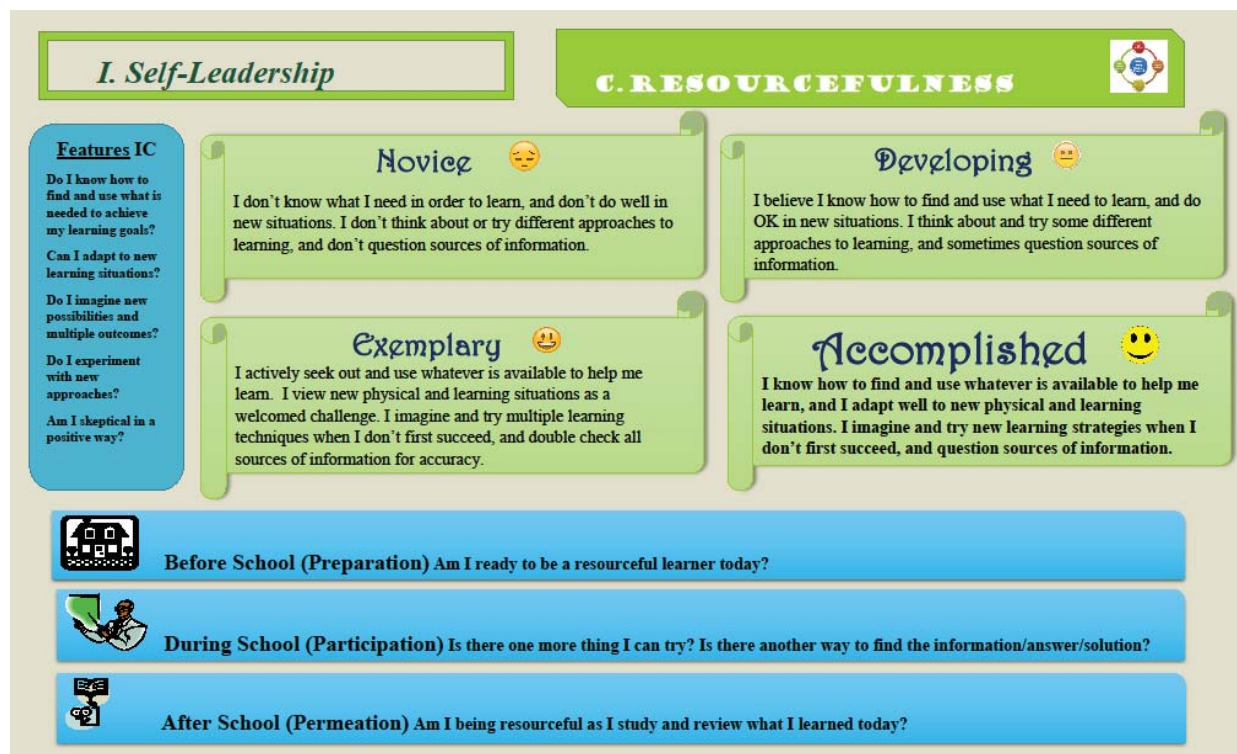 I. Self-Leadership
C. RESOURCEFULNESS
Features IC
Do I know how to
find and use what is
needed to achieve
my learning goals?
Can I adapt to new
learning situations?
Do I imagine new
possibilities and
multiple outcomes?
Do I experiment
with new
approaches?
Am I skeptical in a
positive way?
Novice
I don't know what I need in order to learn, and don't do well in
new situations. I don't think about or try different approaches to
learning, and don't question sources of information.
Developing
I believe I know how to find and use what I need to learn, and do
OK in new situations. I think about and try some different
approaches to learning, and sometimes question sources of
information.
Exemplary
I actively seek out and use whatever is available to help me
learn. I view new physical and learning situations as a
welcomed challenge. I imagine and try multiple learning
techniques when I don't first succeed, and double check all
sources of information for accuracy.
Accomplished
I know how to find and use whatever is available to help me
learn, and I adapt well to new physical and learning
situations. I imagine and try new learning strategies when I
don't first succeed, and question sources of information.
Before School (Preparation) Am I ready to be a resourceful learner today?
During School (Participation) Is there one more thing I can try? Is there another way to find the information/answer/solution?
After School (Permeation) Am I being resourceful as I study and review what I learned today?